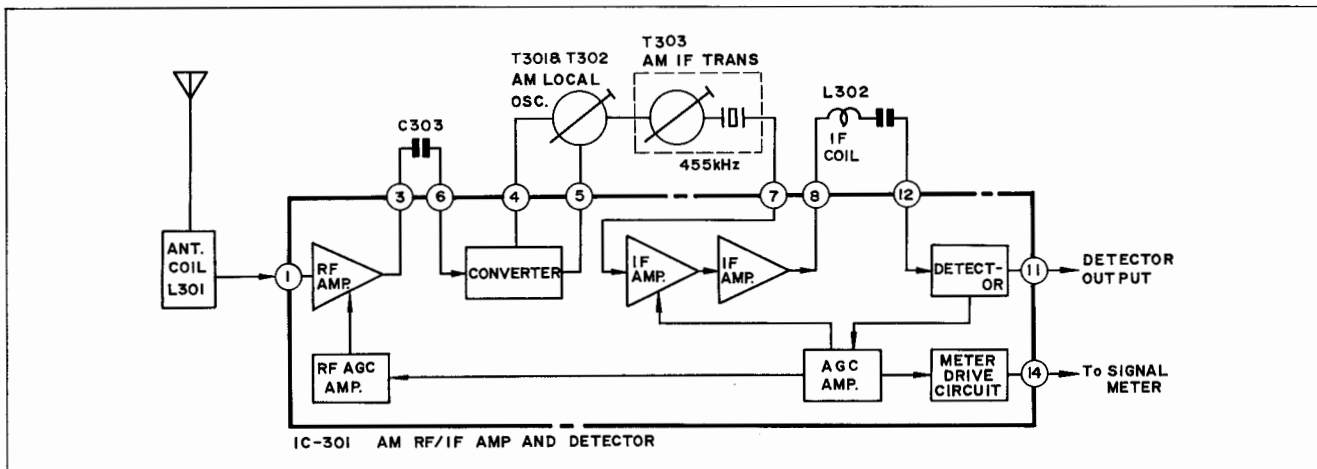 T303
AM IF TRANS
T301& T302
AM LOCAL
OSC.
L302
C303
IF
COIL
455kHz
3
6
4
5
7
8
12
ANT.
COIL
L301
1
RF
AMP.
CONVERTER
IF
AMP.
IF
AMP.
DETECT-
OR
11
DETECTOR
OUTPUT
RF AGC
AMP.
AGC
AMP.
METER
DRIVE
CIRCUIT
14
To SIGNAL
METER
IC-301 AM RF/IF AMP AND DETECTOR